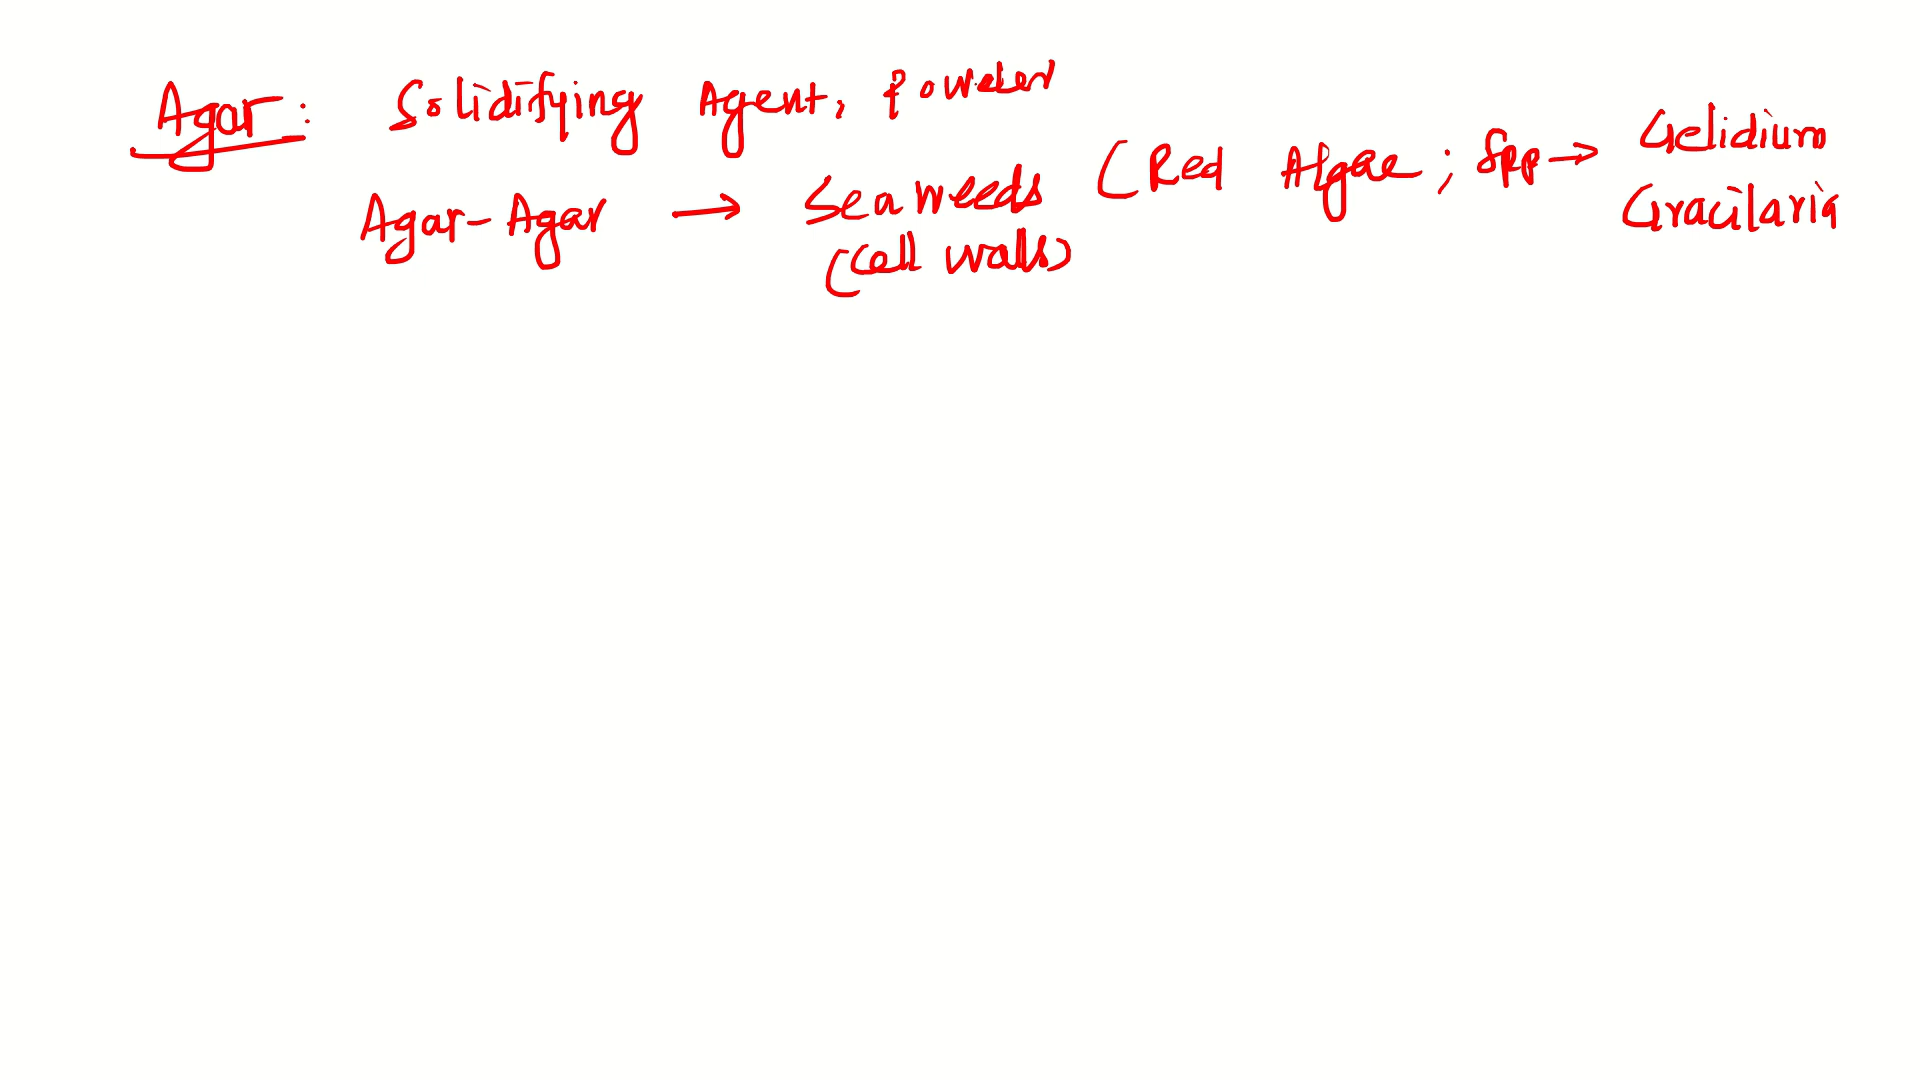 Agar: Solidifying Agent, Powder
Agar-Agar → Seaweeds (Red Algae; Spp → Gelidium
Gracilaria
(Cell walls)